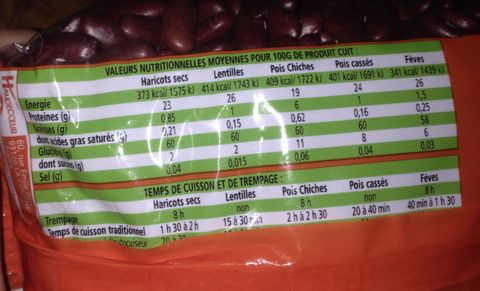 VALEURS NUTRITIONNELLES MOYENNES POUR 100G DE PRODUIT CUIT :
Haricots secs Lentilles Pois Chiches Pois cassés Fèves
Energie 373 kcal/ 1575 kJ 414 kcal/ 1743 kJ 409 kcal/ 1722 kJ 401 kcal/ 1691 kJ 341 kcal/ 1439 kJ
Protéines (g) 23 26 19 24 26
Graisses (g) 0,85 1 6 1 1,5
dont acides gras saturés (g) 0,21 0,15 0,62 0,16 0,25
Glucides (g) 60 60 60 60 58
dont sucres (g) 2 2 11 8 6
Sel (g) 0,04 0,015 0,06 0,04 0,03
TEMPS DE CUISSON ET DE TREMPAGE :
Haricots secs Lentilles Pois Chiches Pois cassés Fèves
Trempage 8 h non 8 h non 8 h
Temps de cuisson traditionnel 1 h 30 à 2 h 15 à 30 min 2 h à 2 h 30 20 à 40 min 40 min à 1 h 30